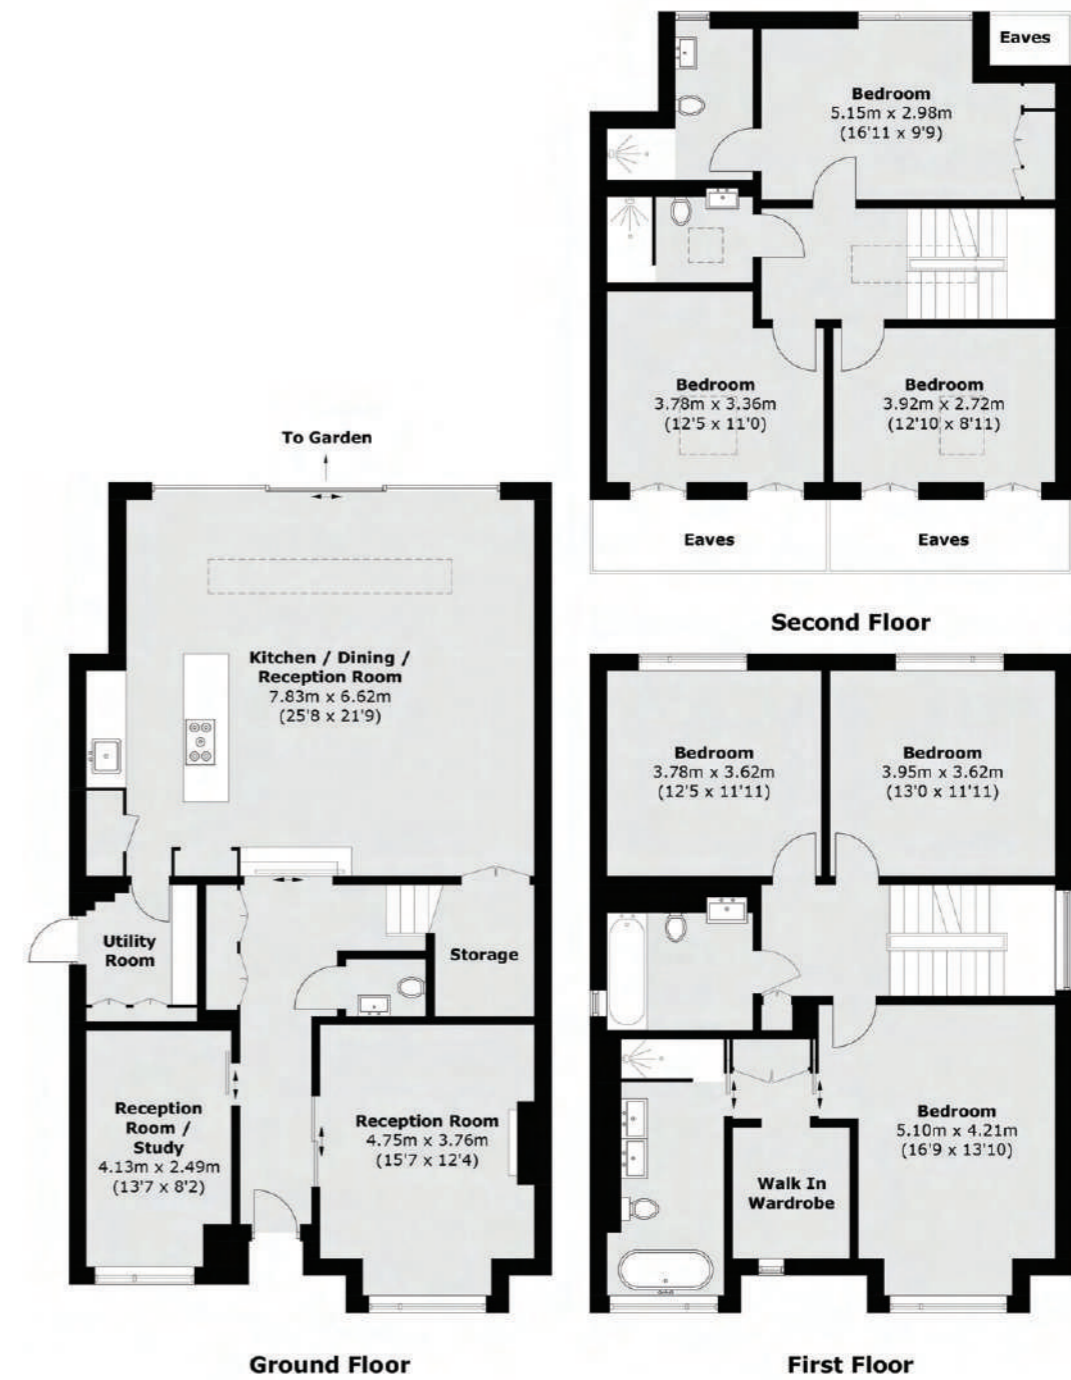 Eaves
Bedroom
5.15m x 2.98m
(16'11 x 9'9)
Bedroom
3.78m x 3.36m
(12'5 x 11'0)
Bedroom
3.92m x 2.72m
(12'10 x 8'11)
Eaves
Eaves
Second Floor
To Garden
Kitchen / Dining /
Reception Room
7.83m x 6.62m
(25'8 x 21'9)
Utility
Room
Storage
Reception
Room /
Study
4.13m x 2.49m
(13'7 x 8'2)
Reception Room
4.75m x 3.76m
(15'7 x 12'4)
Ground Floor
Bedroom
3.78m x 3.62m
(12'5 x 11'11)
Bedroom
3.95m x 3.62m
(13'0 x 11'11)
Bedroom
5.10m x 4.21m
(16'9 x 13'10)
Walk In
Wardrobe
First Floor